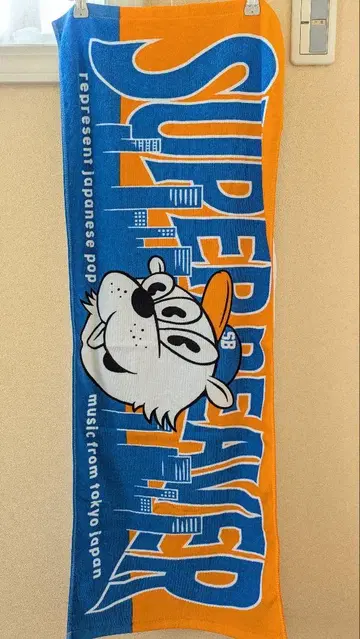 SUPER BEAVER
SB
represent japanese pop music from tokyo japan